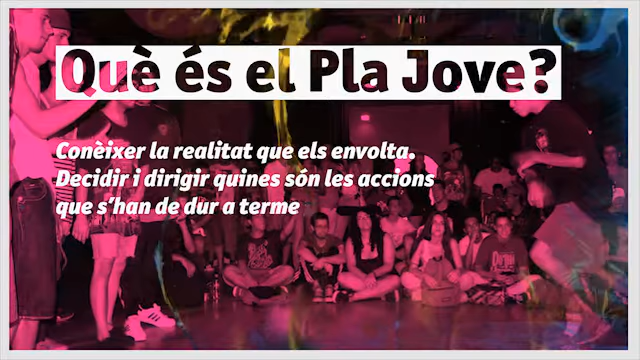 Què és el Pla Jove?
Conèixer la realitat que els envolta.
Decidir i dirigir quines són les accions
que s'han de dur a terme